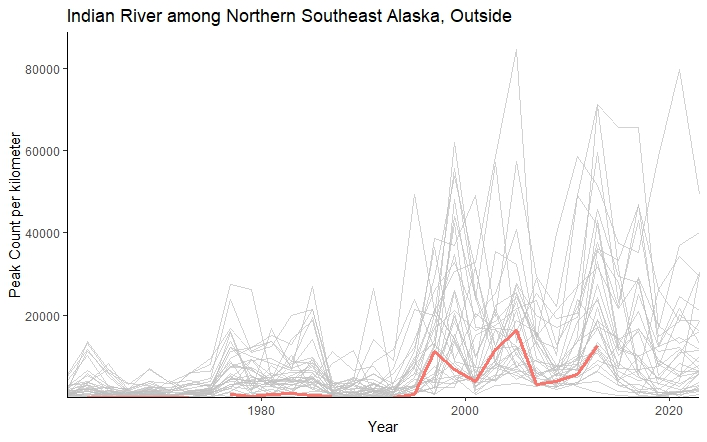 Indian River among Northern Southeast Alaska, Outside
Peak Count per kilometer
80000
60000
40000
20000
1980
2000
2020
Year